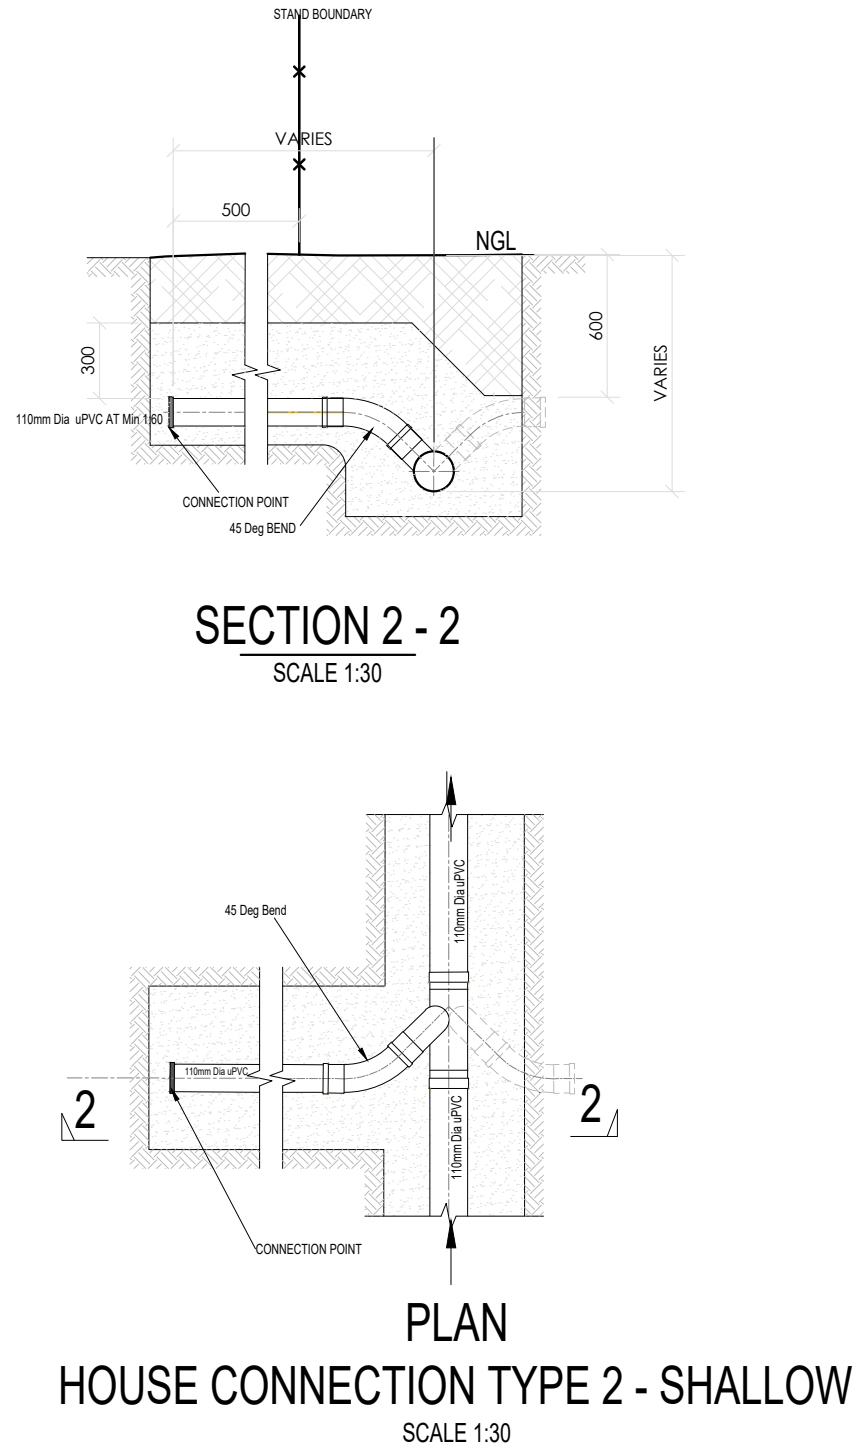 STAND BOUNDARY
VARIES
500
NGL
300
600
VARIES
110mm Dia uPVC AT Min 1:60
CONNECTION POINT
45 Deg BEND
SECTION 2 - 2
SCALE 1:30
110mm Dia uPVC
45 Deg Bend
110mm Dia uPVC
2
2
110mm Dia uPVC
CONNECTION POINT
PLAN
HOUSE CONNECTION TYPE 2 - SHALLOW
SCALE 1:30